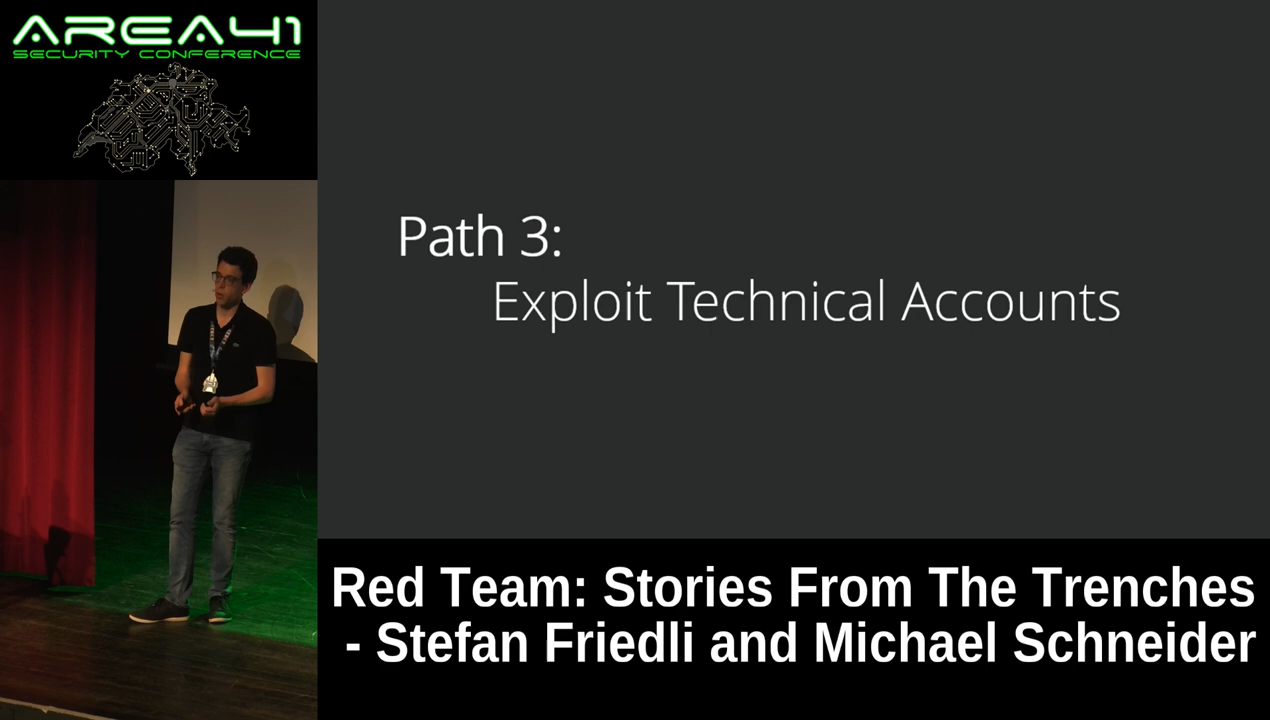 AREA41
SECURITY CONFERENCE
Path 3:
Exploit Technical Accounts
Red Team: Stories From The Trenches
- Stefan Friedli and Michael Schneider